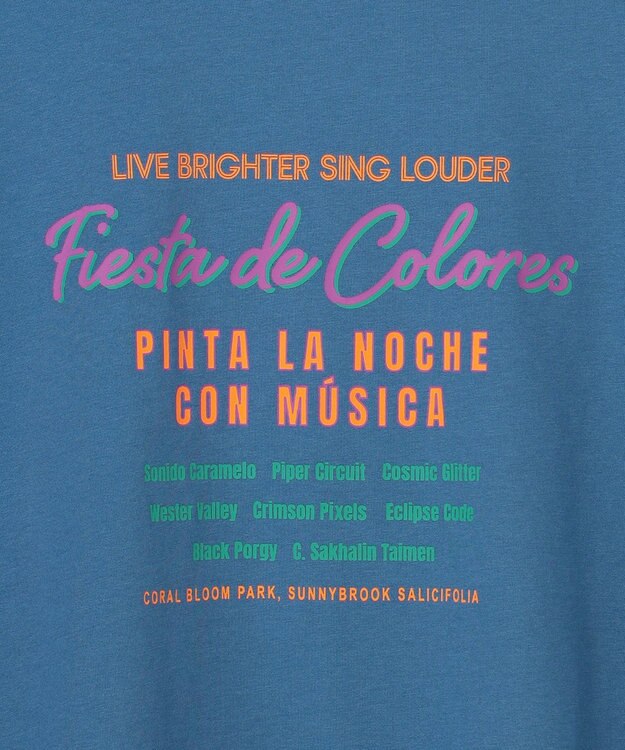 LIVE BRIGHTER SING LOUDER
Fiesta de Colores
PINTA LA NOCHE
CON MÚSICA
Sonido Caramelo Piper Circuit Cosmic Glitter
Wester Valley Crimson Pixels Eclipse Code
Black Porgy C. Sakhalin Taimen
CORAL BLOOM PARK, SUNNYBROOK SALICIFOLIA